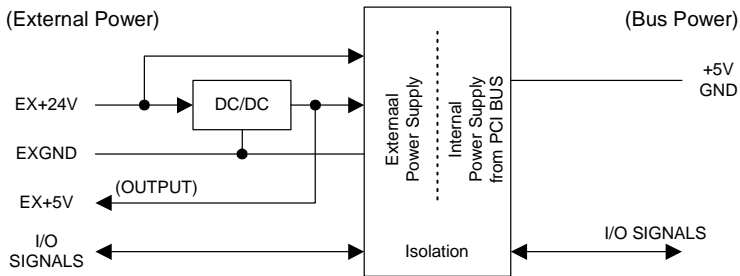 (External Power)
(Bus Power)
EX+24V
DC/DC
EXGND
EX+5V
(OUTPUT)
I/O
SIGNALS
Externaal
Power Supply
Internal
Power Supply
from PCI BUS
Isolation
+5V
GND
I/O SIGNALS